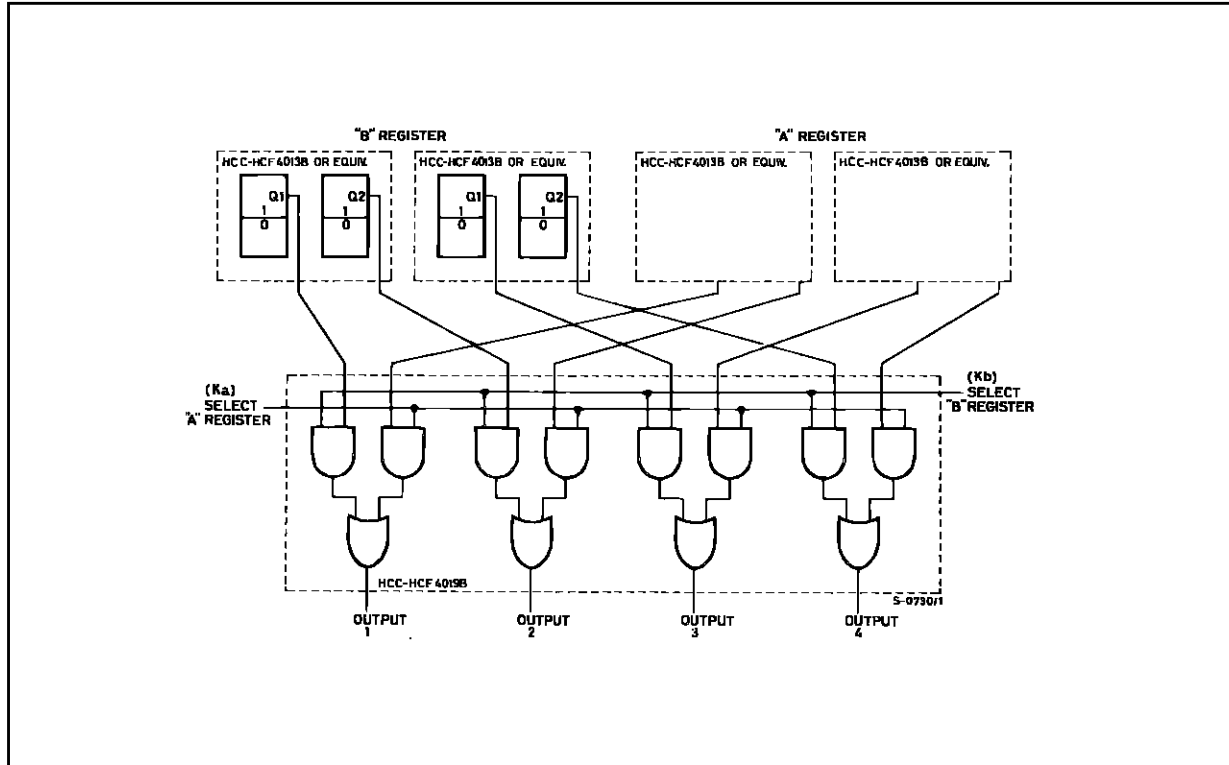 "B" REGISTER
"A" REGISTER
HCC-HCF4013B OR EQUIV.
HCC-HCF4013B OR EQUIV.
HCC-HCF4013B OR EQUIV.
HCC-HCF4013B OR EQUIV.
Q1
1
0
Q2
1
0
Q1
1
0
Q2
1
0
(Ka)
SELECT
"A" REGISTER
(Kb)
SELECT
"B" REGISTER
HCC-HCF 4019B
S-0730/1
OUTPUT
1
OUTPUT
2
OUTPUT
3
OUTPUT
4